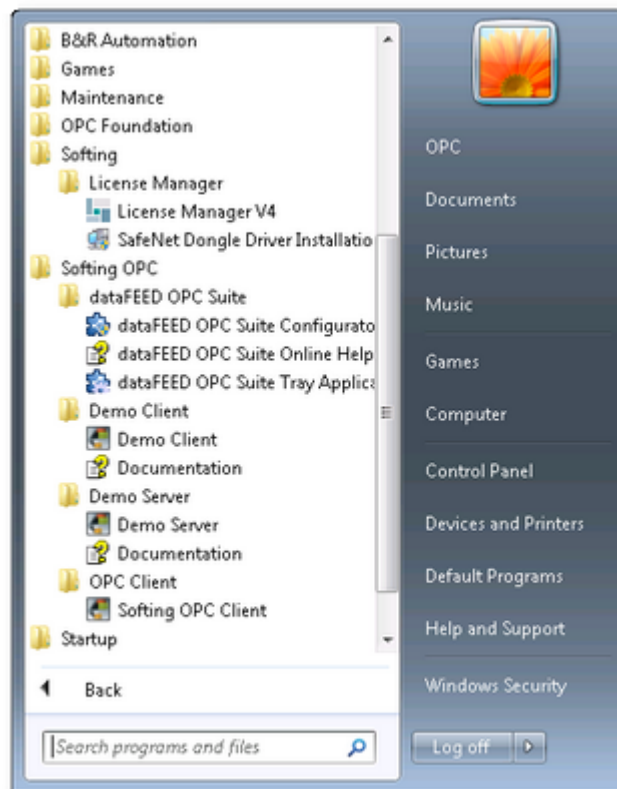 B&R Automation
Games
Maintenance
OPC Foundation
Softing
License Manager
License Manager V4
SafeNet Dongle Driver Installatio
Softing OPC
dataFEED OPC Suite
dataFEED OPC Suite Configurato
dataFEED OPC Suite Online Help
dataFEED OPC Suite Tray Applica
Demo Client
Demo Client
Documentation
Demo Server
Demo Server
Documentation
OPC Client
Softing OPC Client
Startup
Back
Search programs and files
OPC
Documents
Pictures
Music
Games
Computer
Control Panel
Devices and Printers
Default Programs
Help and Support
Windows Security
Log off